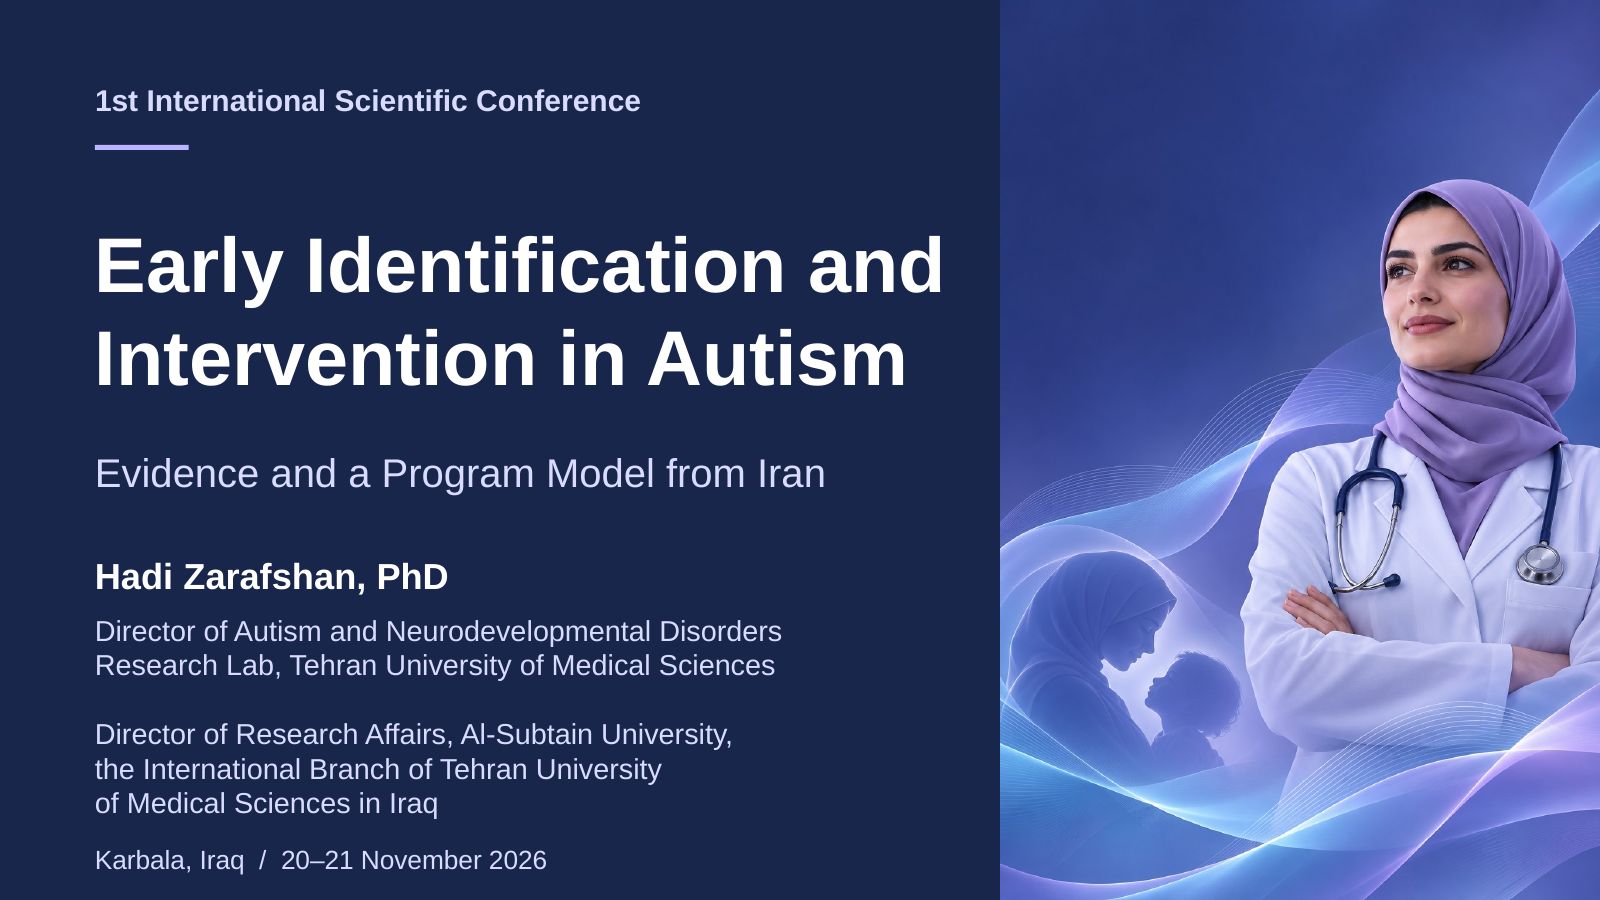 1st International Scientific Conference
Early Identification and
Intervention in Autism
Evidence and a Program Model from Iran
Hadi Zarafshan, PhD
Director of Autism and Neurodevelopmental Disorders
Research Lab, Tehran University of Medical Sciences
Director of Research Affairs, Al-Subtain University,
the International Branch of Tehran University
of Medical Sciences in Iraq
Karbala, Iraq / 20–21 November 2026